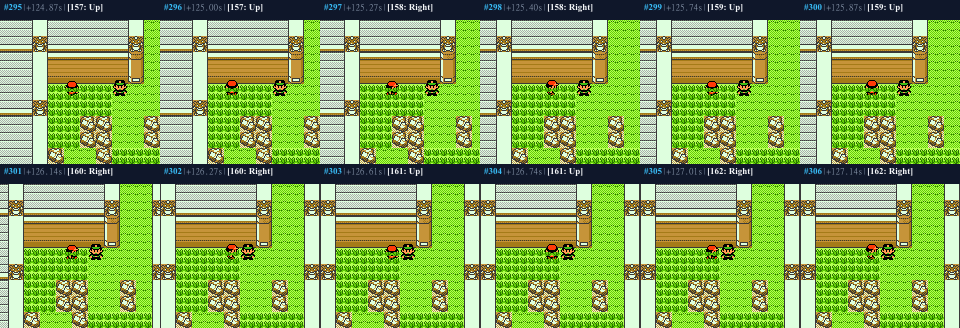 #295|+124.87s|[157: Up]
#296|+125.00s|[157: Up]
#297|+125.27s|[158: Right]
#298|+125.40s|[158: Right]
#299|+125.74s|[159: Up]
#300|+125.87s|[159: Up]
#301|+126.14s|[160: Right]
#302|+126.27s|[160: Right]
#303|+126.61s|[161: Up]
#304|+126.74s|[161: Up]
#305|+127.01s|[162: Right]
#306|+127.14s|[162: Right]